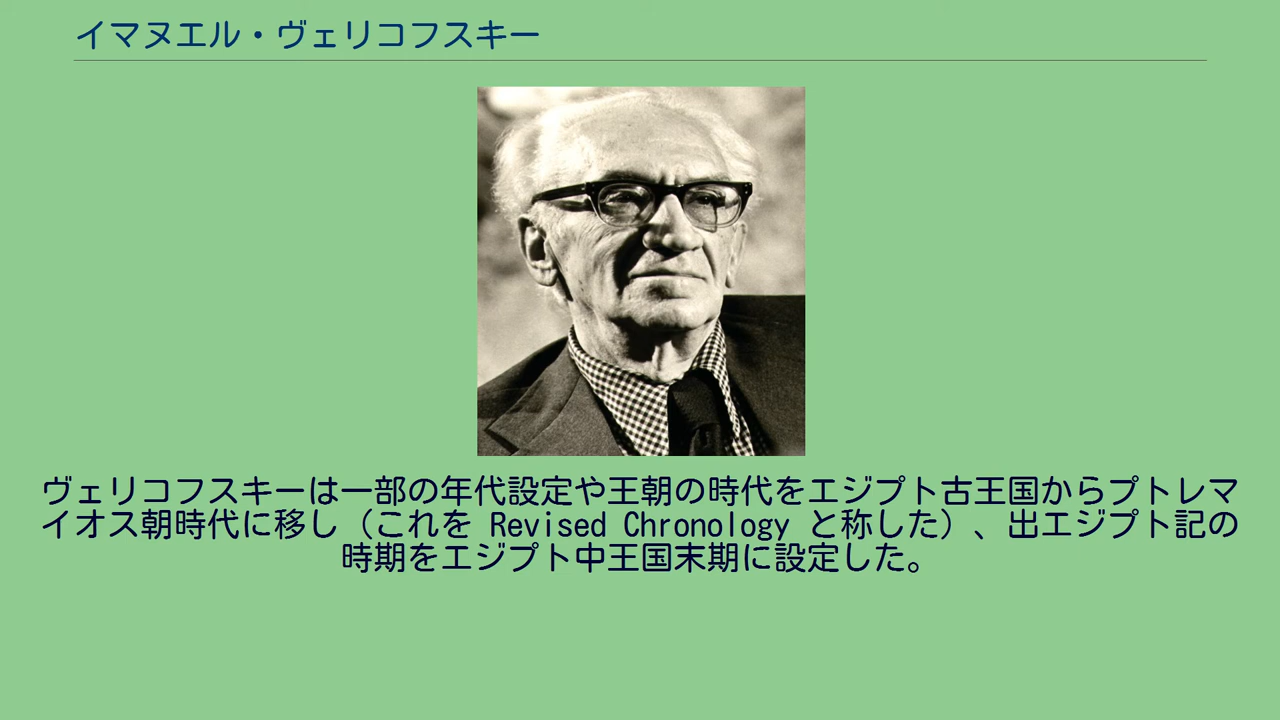 イマヌエル・ヴェリコフスキー
ヴェリコフスキーは一部の年代設定や王朝の時代をエジプト古王国からプトレマ
イオス朝時代に移し（これを Revised Chronology と称した）、出エジプト記の
時期をエジプト中王国末期に設定した。